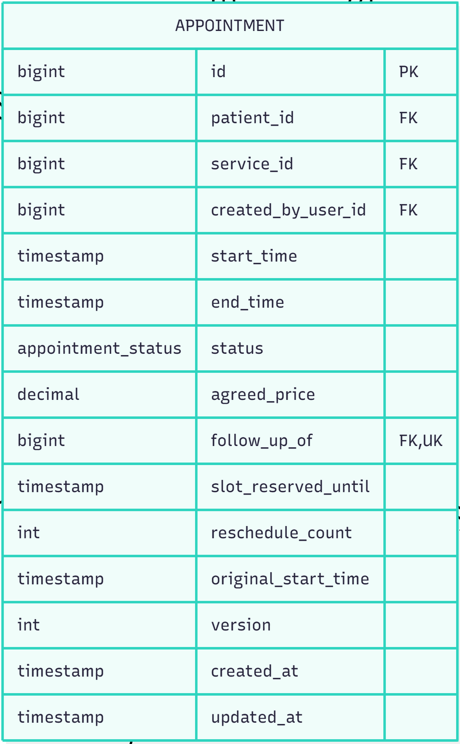 APPOINTMENT
bigint id PK
bigint patient_id FK
bigint service_id FK
bigint created_by_user_id FK
timestamp start_time
timestamp end_time
appointment_status status
decimal agreed_price
bigint follow_up_of FK,UK
timestamp slot_reserved_until
int reschedule_count
timestamp original_start_time
int version
timestamp created_at
timestamp updated_at